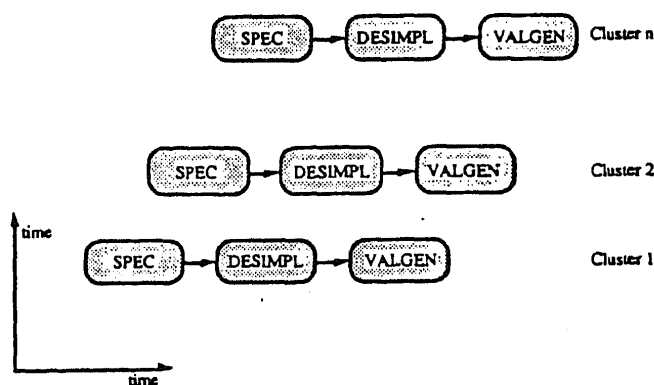 SPEC DESIMPL VALGEN Cluster n
SPEC DESIMPL VALGEN Cluster 2
time
SPEC DESIMPL VALGEN Cluster 1
time